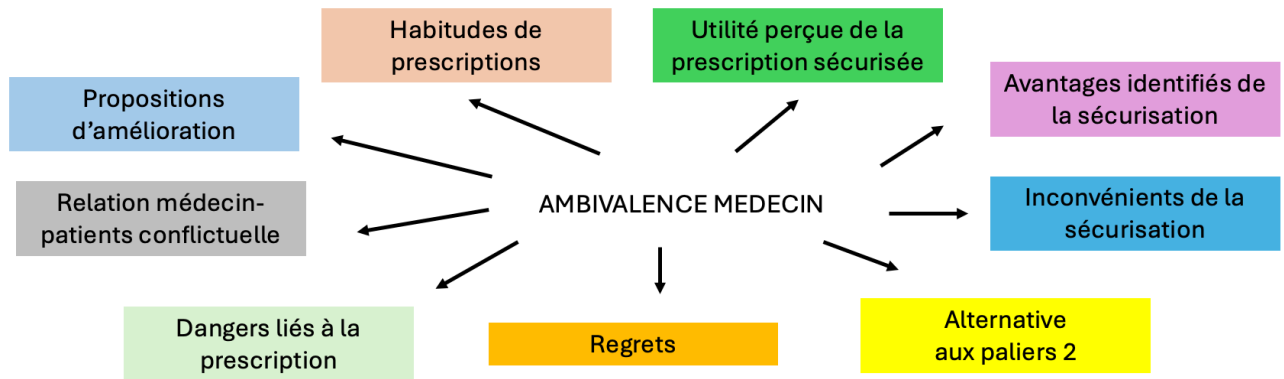 Habitudes de
prescriptions
Utilité perçue de la
prescription sécurisée
Propositions
d’amélioration
Avantages identifiés de
la sécurisation
Relation médecin-
patients conflictuelle
AMBIVALENCE MEDECIN
Inconvénients de la
sécurisation
Dangers liés à la
prescription
Regrets
Alternative
aux paliers 2